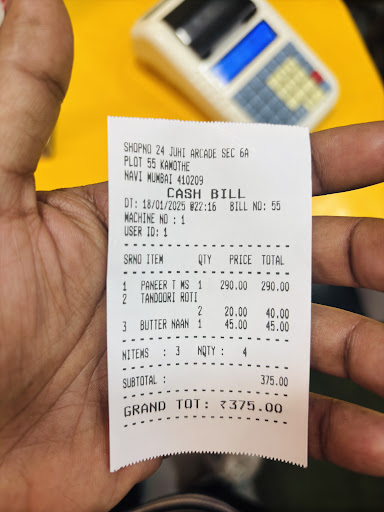 SHOPNO 24 JUHI ARCADE SEC 6A
PLOT 55 KAMOTHE
NAVI MUMBAI 410209
CASH BILL
DT: 18/01/2025 @22:16 BILL NO: 55
MACHINE NO : 1
USER ID: 1
SRNO ITEM QTY PRICE TOTAL
1 PANEER T MS 1 290.00 290.00
2 TANDOORI ROTI
2 20.00 40.00
3 BUTTER NAAN 1 45.00 45.00
NITEMS : 3 NQTY : 4
SUBTOTAL : 375.00
GRAND TOT: ₹375.00